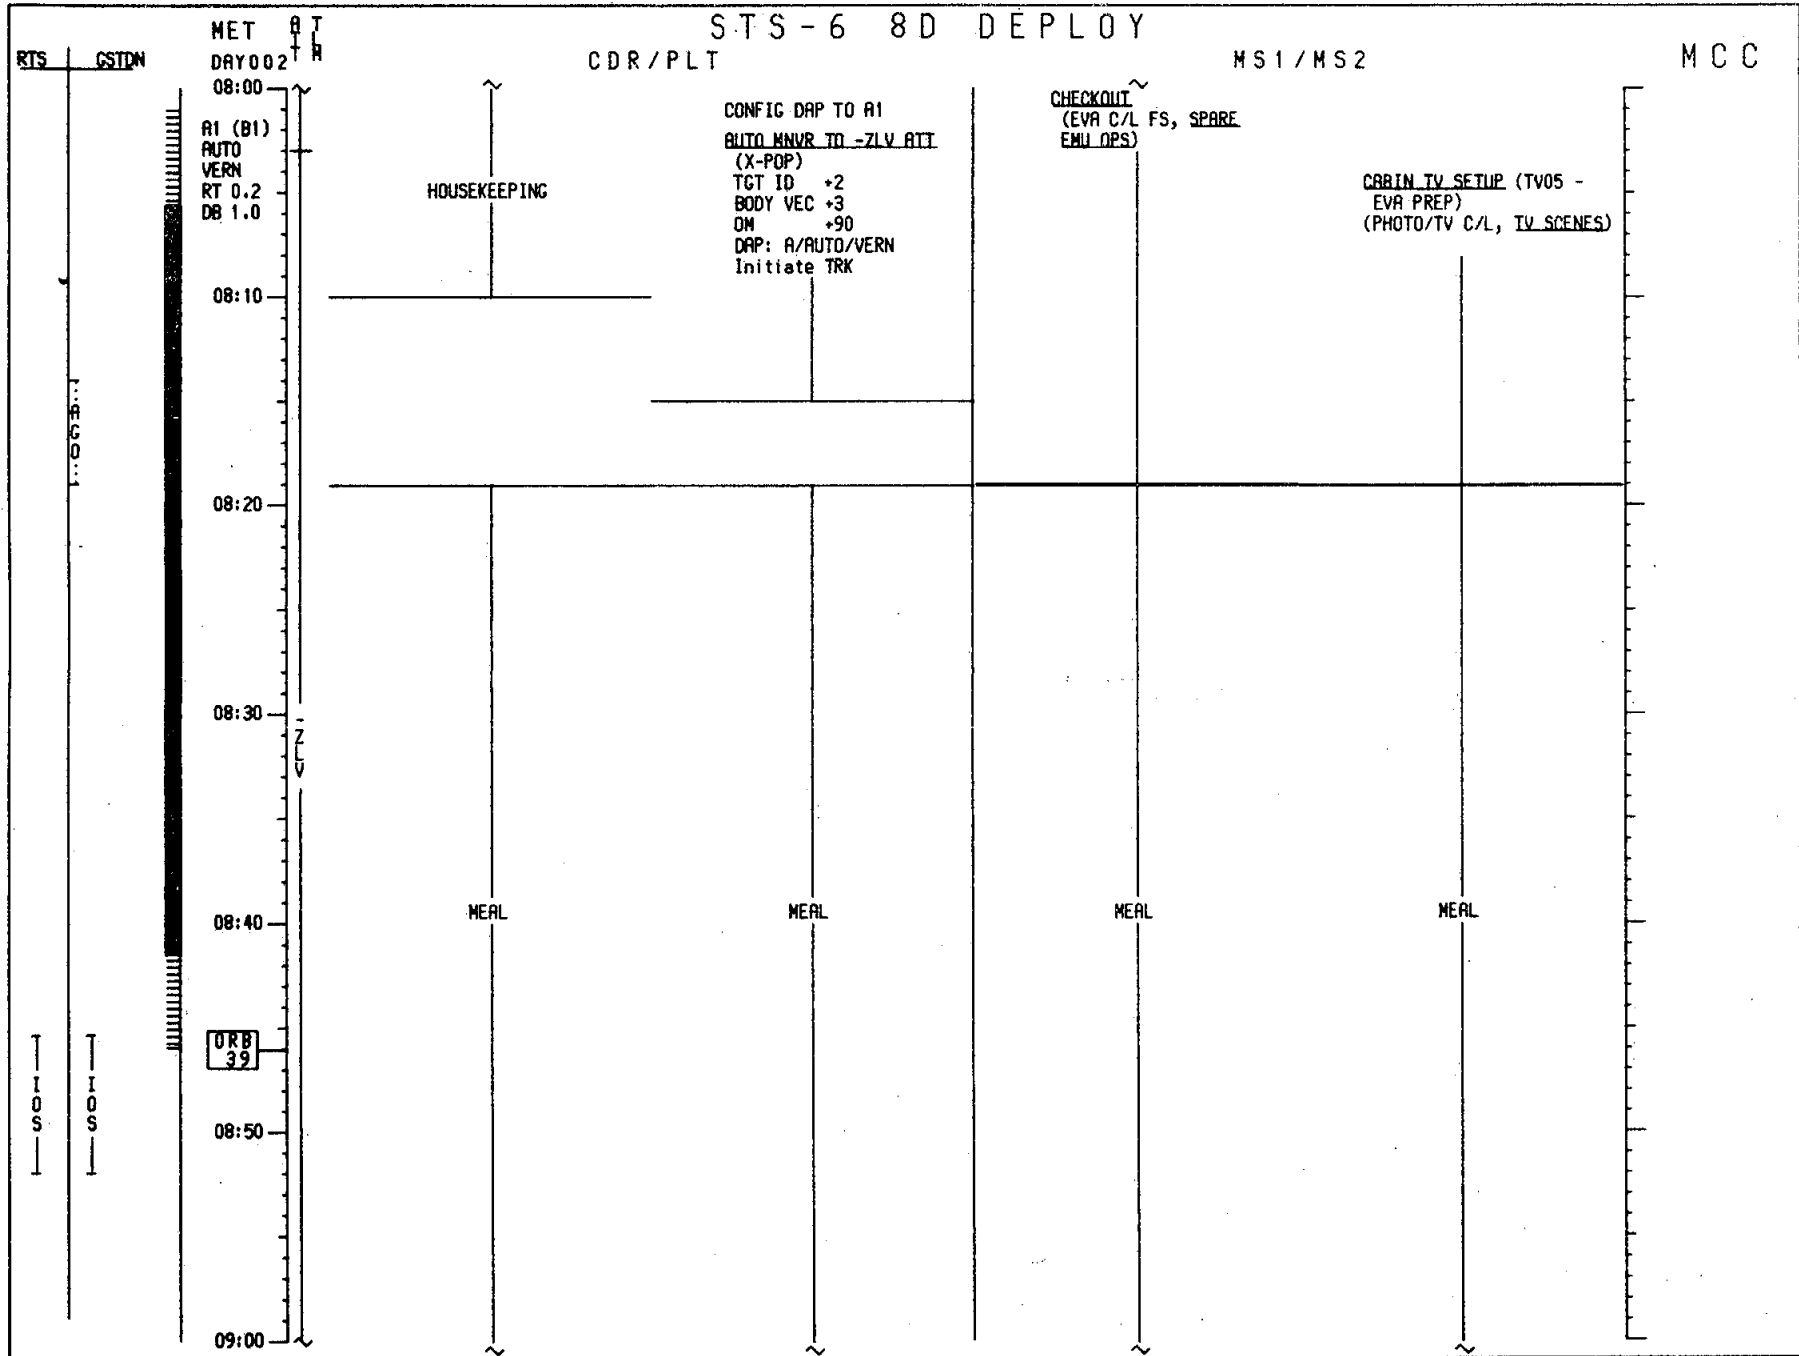 STS-6 8D DEPLOY
MET
ATT
TLM
RTS GSTDN
DAY002
CDR/PLT
MS1/MS2
MCC
08:00
A1 (B1)
AUTO
VERN
RT 0.2
DB 1.0
HOUSEKEEPING
CONFIG DAP TO A1
AUTO MNVR TO -ZLV ATT
(X-POP)
TGT ID +2
BODY VEC +3
OM +90
DAP: A/AUTO/VERN
Initiate TRK
CHECKOUT
(EVA C/L FS, SPARE
EMU OPS)
CABIN TV SETUP (TV05 -
EVA PREP)
(PHOTO/TV C/L, TV SCENES)
08:10
AGO
08:20
08:30
-ZLV
08:40
MEAL
MEAL
MEAL
MEAL
ORB
39
IOS
IOS
08:50
09:00